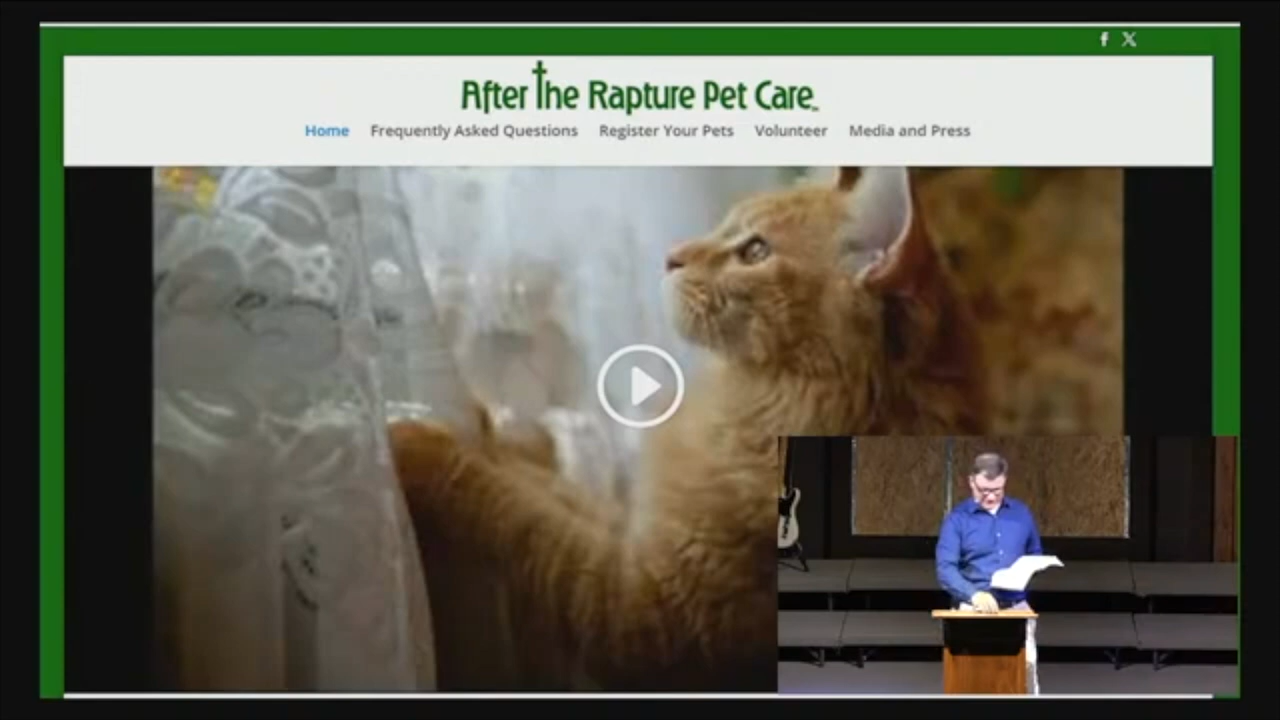 f X
After The Rapture Pet Care
Home Frequently Asked Questions Register Your Pets Volunteer Media and Press